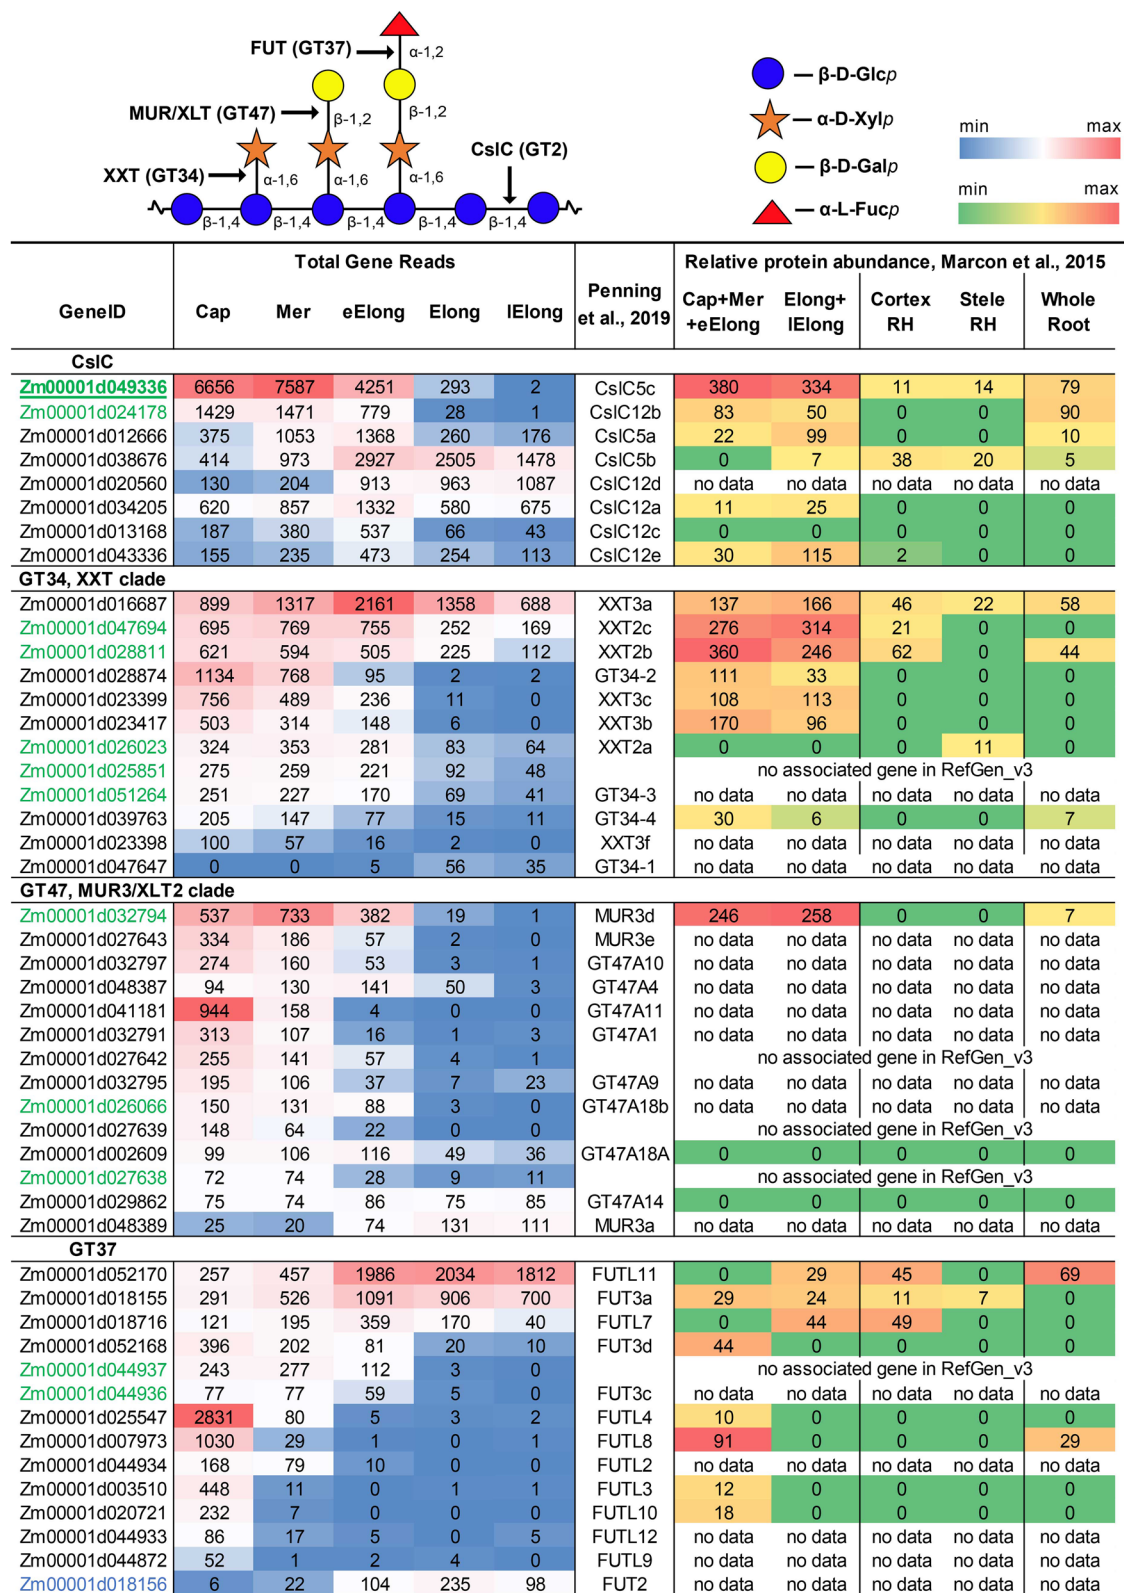 FUT (GT37)
α-1,2
MUR/XLT (GT47)
β-1,2 β-1,2
CslC (GT2)
XXT (GT34)
α-1,6 α-1,6 α-1,6
β-1,4 β-1,4 β-1,4 β-1,4 β-1,4
β-D-Glcp
α-D-Xylp
β-D-Galp
α-L-Fucp
min max
min max
Total Gene Reads Relative protein abundance, Marcon et al., 2015
GeneID Cap Mer eElong Elong lElong Penning et al., 2019 Cap+Mer +eElong Elong+ lElong Cortex RH Stele RH Whole Root
CslC
Zm00001d049336 6656 7587 4251 293 2 CslC5c 380 334 11 14 79
Zm00001d024178 1429 1471 779 28 1 CslC12b 83 50 0 0 90
Zm00001d012666 375 1053 1368 260 176 CslC5a 22 99 0 0 10
Zm00001d038676 414 973 2927 2505 1478 CslC5b 0 7 38 20 5
Zm00001d020560 130 204 913 963 1087 CslC12d no data no data no data no data no data
Zm00001d034205 620 857 1332 580 675 CslC12a 11 25 0 0 0
Zm00001d013168 187 380 537 66 43 CslC12c 0 0 0 0 0
Zm00001d043336 155 235 473 254 113 CslC12e 30 115 2 0 0
GT34, XXT clade
Zm00001d016687 899 1317 2161 1358 688 XXT3a 137 166 46 22 58
Zm00001d047694 695 769 755 252 169 XXT2c 276 314 21 0 0
Zm00001d028811 621 594 505 225 112 XXT2b 360 246 62 0 44
Zm00001d028874 1134 768 95 2 2 GT34-2 111 33 0 0 0
Zm00001d023399 756 489 236 11 0 XXT3c 108 113 0 0 0
Zm00001d023417 503 314 148 6 0 XXT3b 170 96 0 0 0
Zm00001d026023 324 353 281 83 64 XXT2a 0 0 0 11 0
Zm00001d025851 275 259 221 92 48 no associated gene in RefGen_v3
Zm00001d051264 251 227 170 69 41 GT34-3 no data no data no data no data no data
Zm00001d039763 205 147 77 15 11 GT34-4 30 6 0 0 7
Zm00001d023398 100 57 16 2 0 XXT3f no data no data no data no data no data
Zm00001d047647 0 0 5 56 35 GT34-1 no data no data no data no data no data
GT47, MUR3/XLT2 clade
Zm00001d032794 537 733 382 19 1 MUR3d 246 258 0 0 7
Zm00001d027643 334 186 57 2 0 MUR3e no data no data no data no data no data
Zm00001d032797 274 160 53 3 1 GT47A10 no data no data no data no data no data
Zm00001d048387 94 130 141 50 3 GT47A4 no data no data no data no data no data
Zm00001d041181 944 158 4 0 0 GT47A11 no data no data no data no data no data
Zm00001d032791 313 107 16 1 3 GT47A1 no data no data no data no data no data
Zm00001d027642 255 141 57 4 1 no associated gene in RefGen_v3
Zm00001d032795 195 106 37 7 23 GT47A9 no data no data no data no data no data
Zm00001d026066 150 131 88 3 0 GT47A18b no data no data no data no data no data
Zm00001d027639 148 64 22 0 0 no associated gene in RefGen_v3
Zm00001d002609 99 106 116 49 36 GT47A18A 0 0 0 0 0
Zm00001d027638 72 74 28 9 11 no associated gene in RefGen_v3
Zm00001d029862 75 74 86 75 85 GT47A14 0 0 0 0 0
Zm00001d048389 25 20 74 131 111 MUR3a no data no data no data no data no data
GT37
Zm00001d052170 257 457 1986 2034 1812 FUTL11 0 29 45 0 69
Zm00001d018155 291 526 1091 906 700 FUT3a 29 24 11 7 0
Zm00001d018716 121 195 359 170 40 FUTL7 0 44 49 0 0
Zm00001d052168 396 202 81 20 10 FUT3d 44 0 0 0 0
Zm00001d044937 243 277 112 3 0 no associated gene in RefGen_v3
Zm00001d044936 77 77 59 5 0 FUT3c no data no data no data no data no data
Zm00001d025547 2831 80 5 3 2 FUTL4 10 0 0 0 0
Zm00001d007973 1030 29 1 0 1 FUTL8 91 0 0 0 29
Zm00001d044934 168 79 10 0 0 FUTL2 no data no data no data no data no data
Zm00001d003510 448 11 0 1 1 FUTL3 12 0 0 0 0
Zm00001d020721 232 7 0 0 0 FUTL10 18 0 0 0 0
Zm00001d044933 86 17 5 0 5 FUTL12 no data no data no data no data no data
Zm00001d044872 52 1 2 4 0 FUTL9 no data no data no data no data no data
Zm00001d018156 6 22 104 235 98 FUT2 no data no data no data no data no data